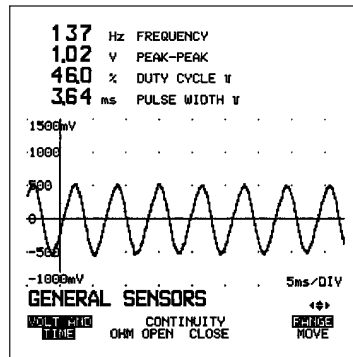 137 Hz FREQUENCY
1.02 V PEAK-PEAK
46.0 % DUTY CYCLE
3.64 ms PULSE WIDTH
1500mV
1000
500
0
-500
-1000mV
5ms/DIV
GENERAL SENSORS
VOLT AND TIME
CONTINUITY
OHM OPEN CLOSE
RANGE
MOVE